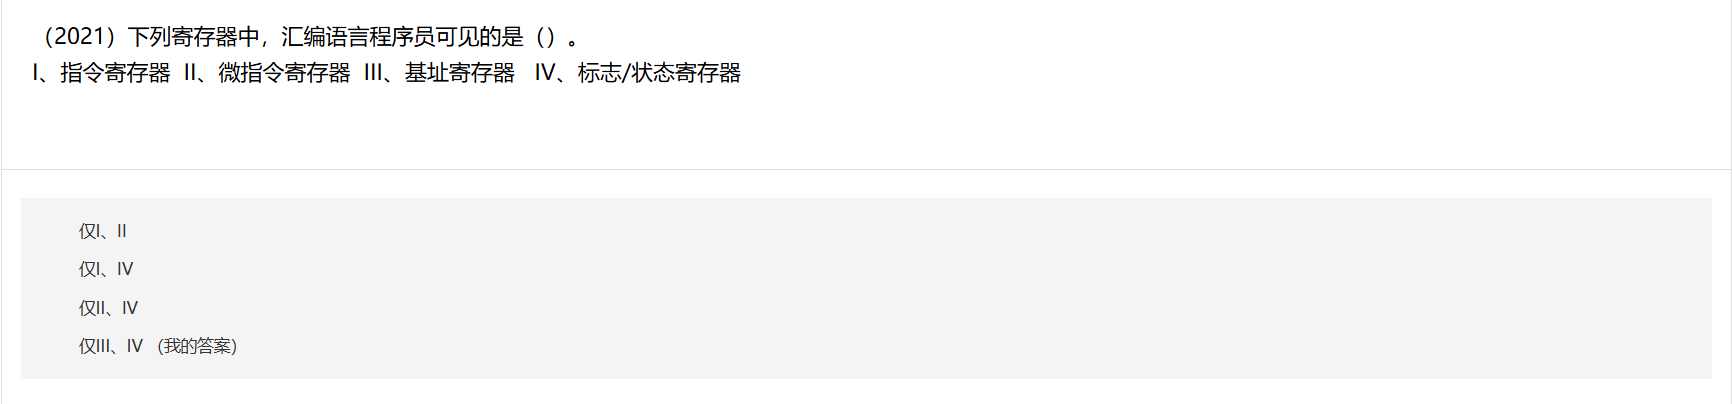 （2021）下列寄存器中，汇编语言程序员可见的是（）。
I、指令寄存器 II、微指令寄存器 III、基址寄存器 IV、标志/状态寄存器
仅I、II
仅I、IV
仅II、IV
仅III、IV （我的答案）